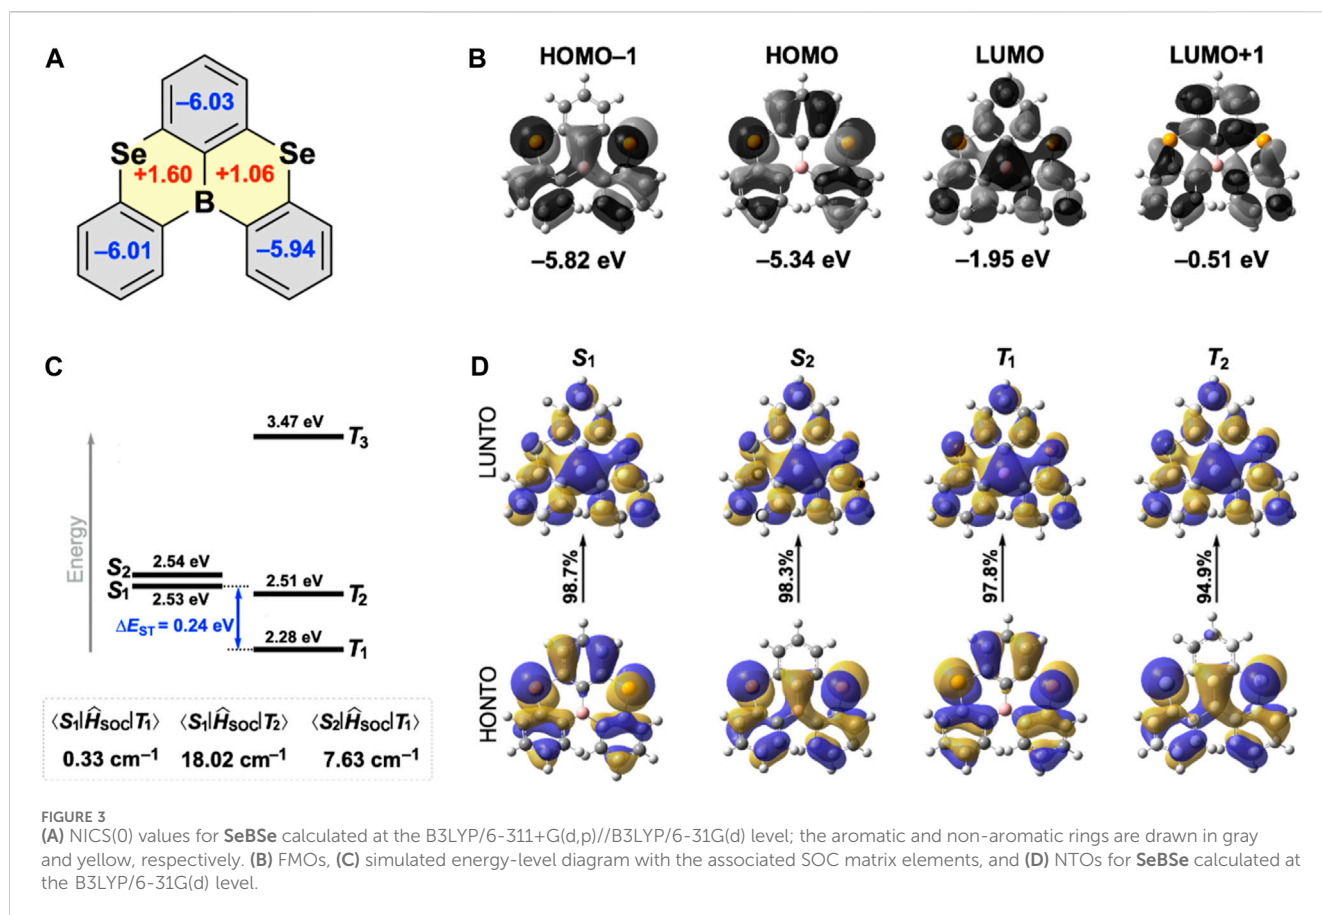 A
–6.03
Se Se
+1.60 +1.06
B
–6.01 –5.94
B
HOMO–1 HOMO LUMO LUMO+1
–5.82 eV –5.34 eV –1.95 eV –0.51 eV
C
Energy
3.47 eV
T3
S2 2.54 eV
S1 2.53 eV
2.51 eV T2
ΔEST = 0.24 eV
2.28 eV T1
⟨S1|ĤSOC|T1⟩ ⟨S1|ĤSOC|T2⟩ ⟨S2|ĤSOC|T1⟩
0.33 cm⁻¹ 18.02 cm⁻¹ 7.63 cm⁻¹
D
S1 S2 T1 T2
LUNTO
98.7% 98.3% 97.8% 94.9%
HONTO
FIGURE 3
(A) NICS(0) values for SeBSe calculated at the B3LYP/6-311+G(d,p)//B3LYP/6-31G(d) level; the aromatic and non-aromatic rings are drawn in gray
and yellow, respectively. (B) FMOs, (C) simulated energy-level diagram with the associated SOC matrix elements, and (D) NTOs for SeBSe calculated at
the B3LYP/6-31G(d) level.